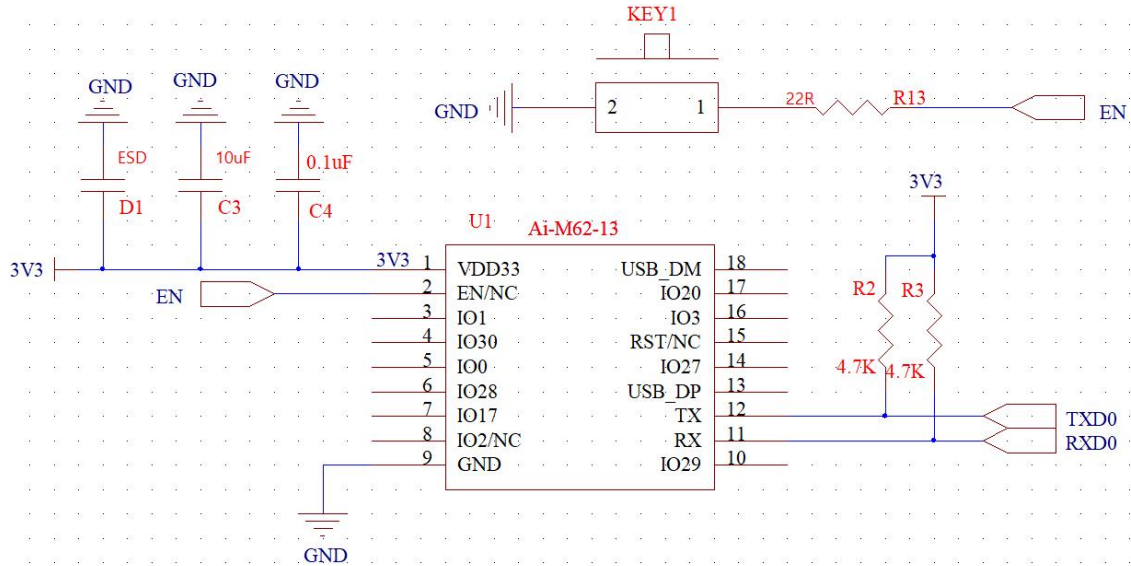 KEY1
GND GND GND
GND 2 1 22R R13 EN
ESD 10uF 0.1uF
D1 C3 C4
3V3
U1 Ai-M62-13
3V3 3V3 1 VDD33 USB_DM 18
EN 2 EN/NC IO20 17 R2 R3
3 IO1 IO3 16
4 IO30 RST/NC 15
5 IO0 IO27 14 4.7K 4.7K
6 IO28 USB_DP 13
7 IO17 TX 12 TXD0
8 IO2/NC RX 11 RXD0
9 GND IO29 10
GND